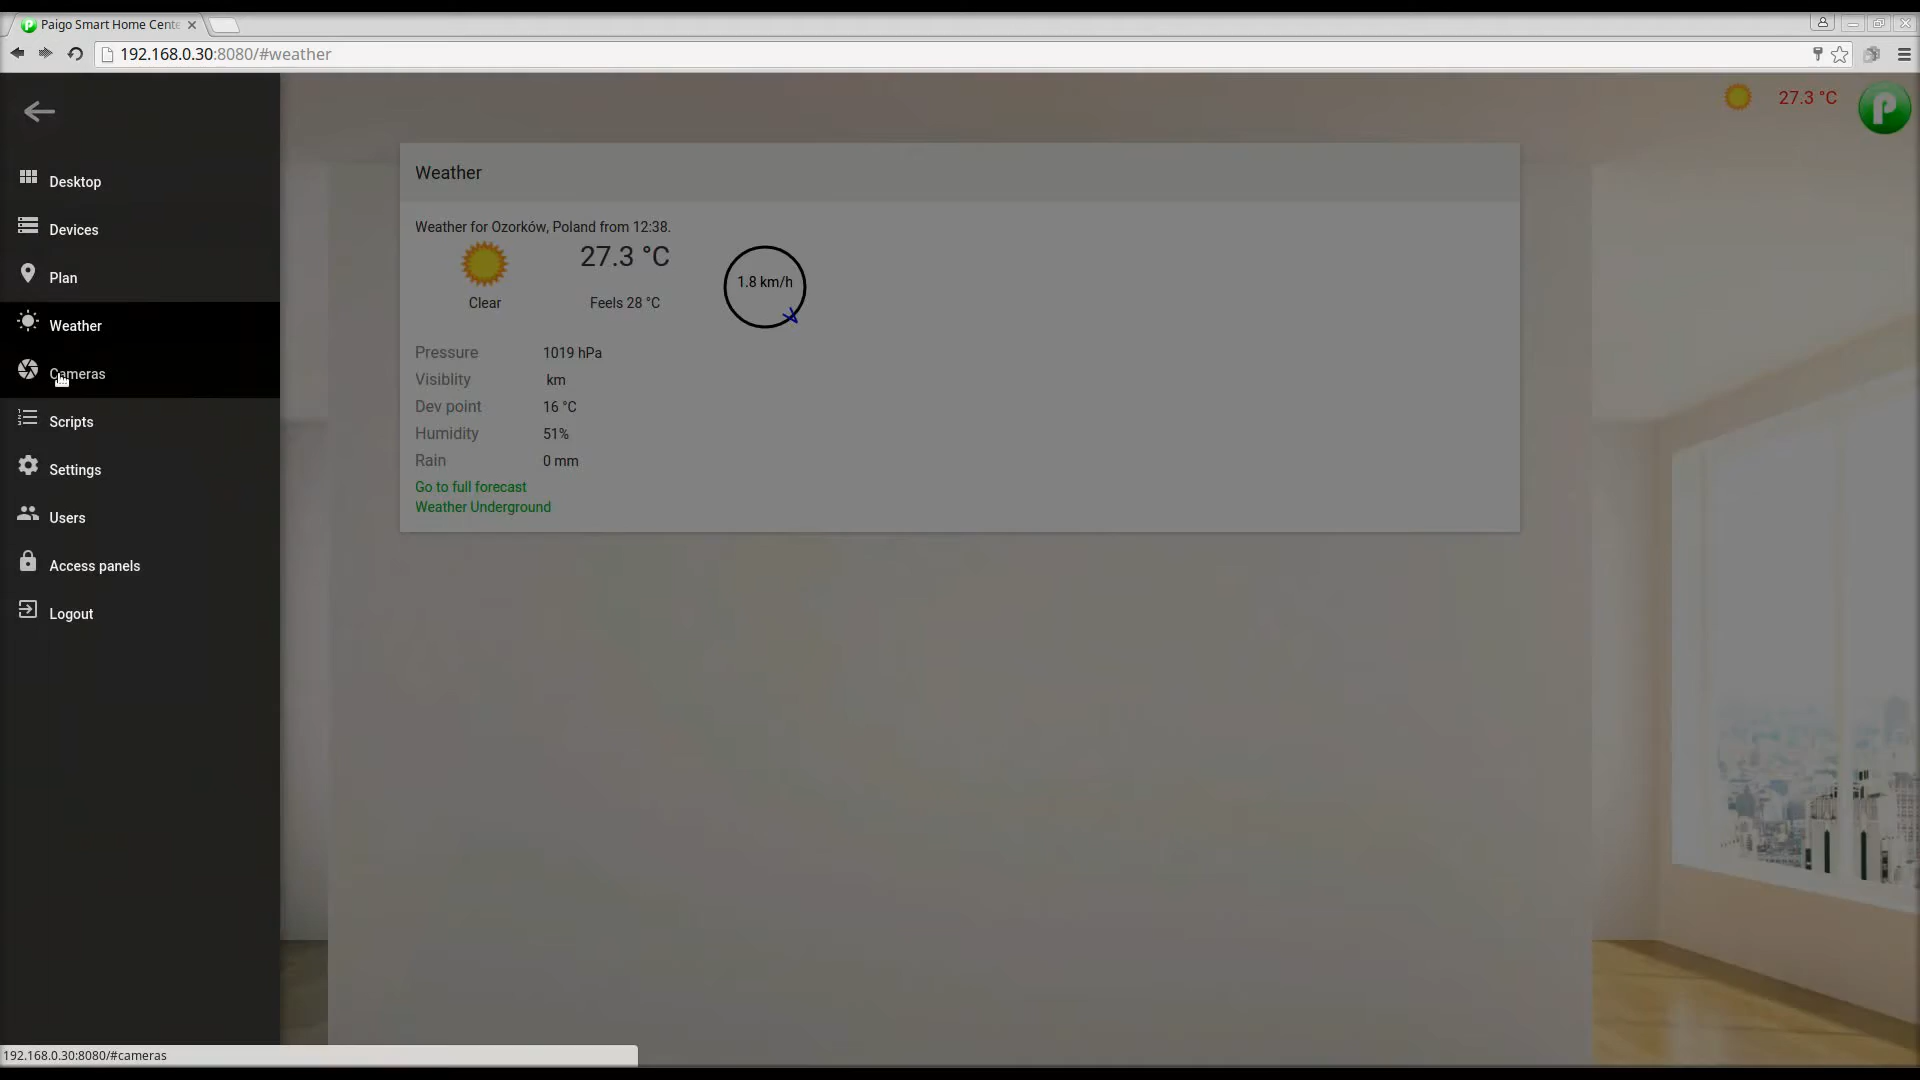 Paigo Smart Home Cente
192.168.0.30:8080/#weather
27.3 °C
P
Desktop
Devices
Plan
Weather
Cameras
Scripts
Settings
Users
Access panels
Logout
Weather
Weather for Ozorków, Poland from 12:38.
27.3 °C
1.8 km/h
Clear
Feels 28 °C
Pressure 1019 hPa
Visiblity km
Dev point 16 °C
Humidity 51%
Rain 0 mm
Go to full forecast
Weather Underground
192.168.0.30:8080/#cameras